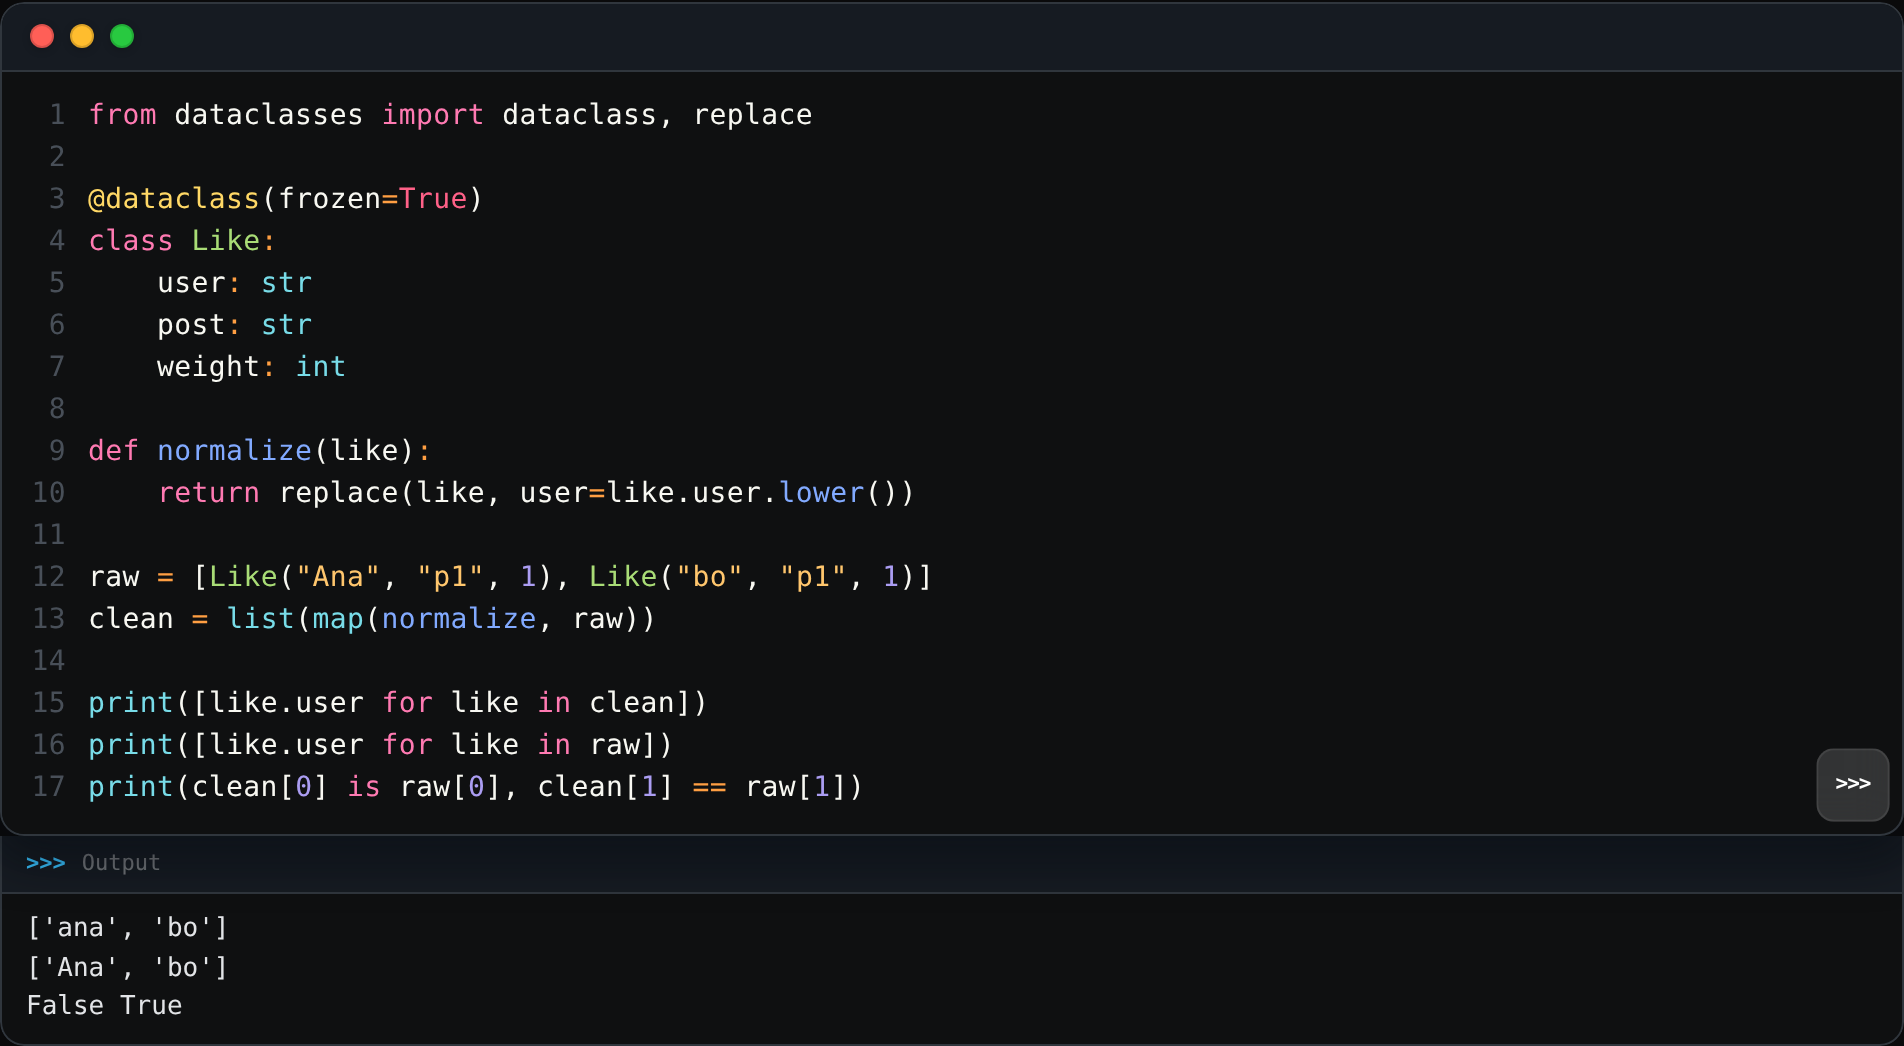 1 from dataclasses import dataclass, replace
2
3 @dataclass(frozen=True)
4 class Like:
5     user: str
6     post: str
7     weight: int
8
9 def normalize(like):
10     return replace(like, user=like.user.lower())
11
12 raw = [Like("Ana", "p1", 1), Like("bo", "p1", 1)]
13 clean = list(map(normalize, raw))
14
15 print([like.user for like in clean])
16 print([like.user for like in raw])
17 print(clean[0] is raw[0], clean[1] == raw[1])
>>>
>>> Output
['ana', 'bo']
['Ana', 'bo']
False True